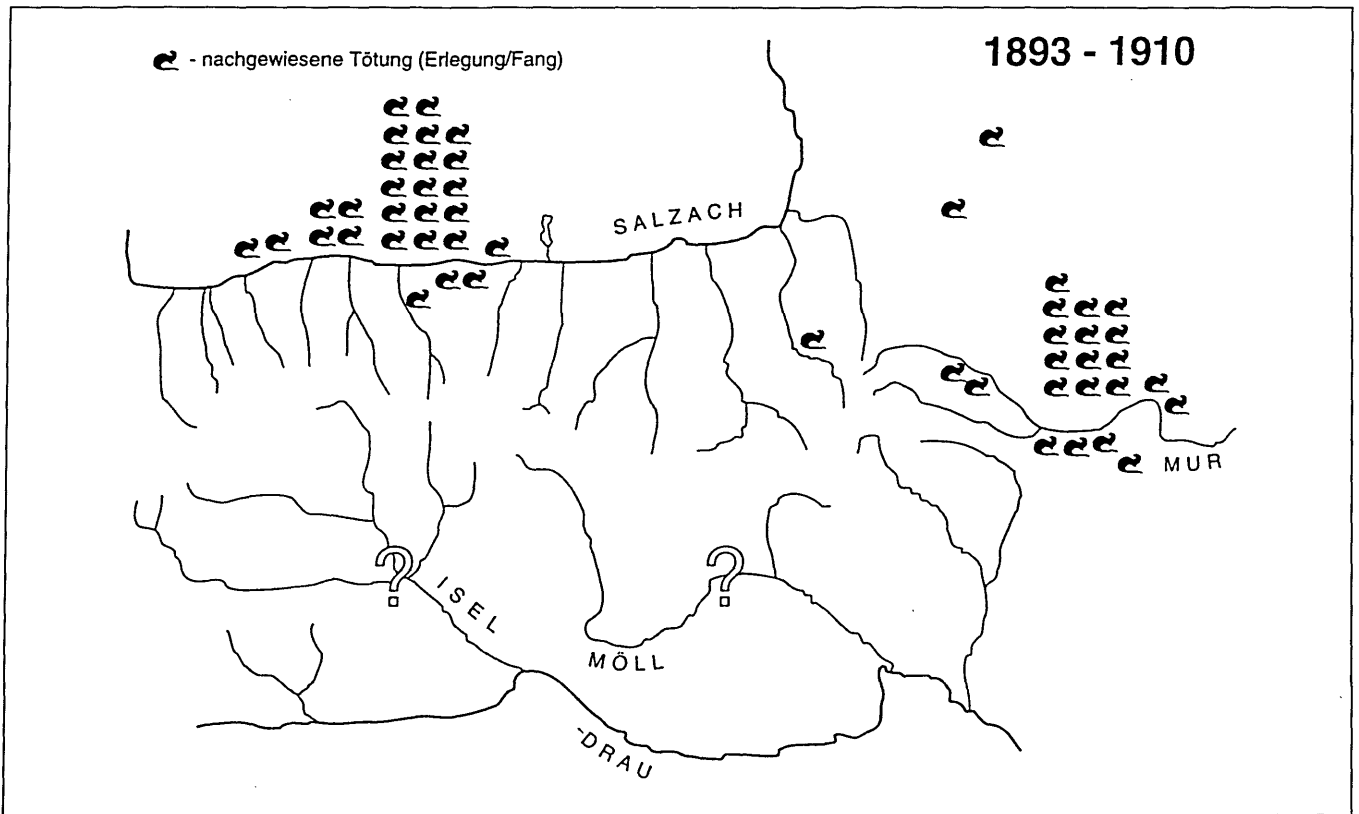 - nachgewiesene Tötung (Erlegung/Fang)
1893 - 1910
SALZACH
MUR
?
?
ISEL
MÖLL
-DRAU